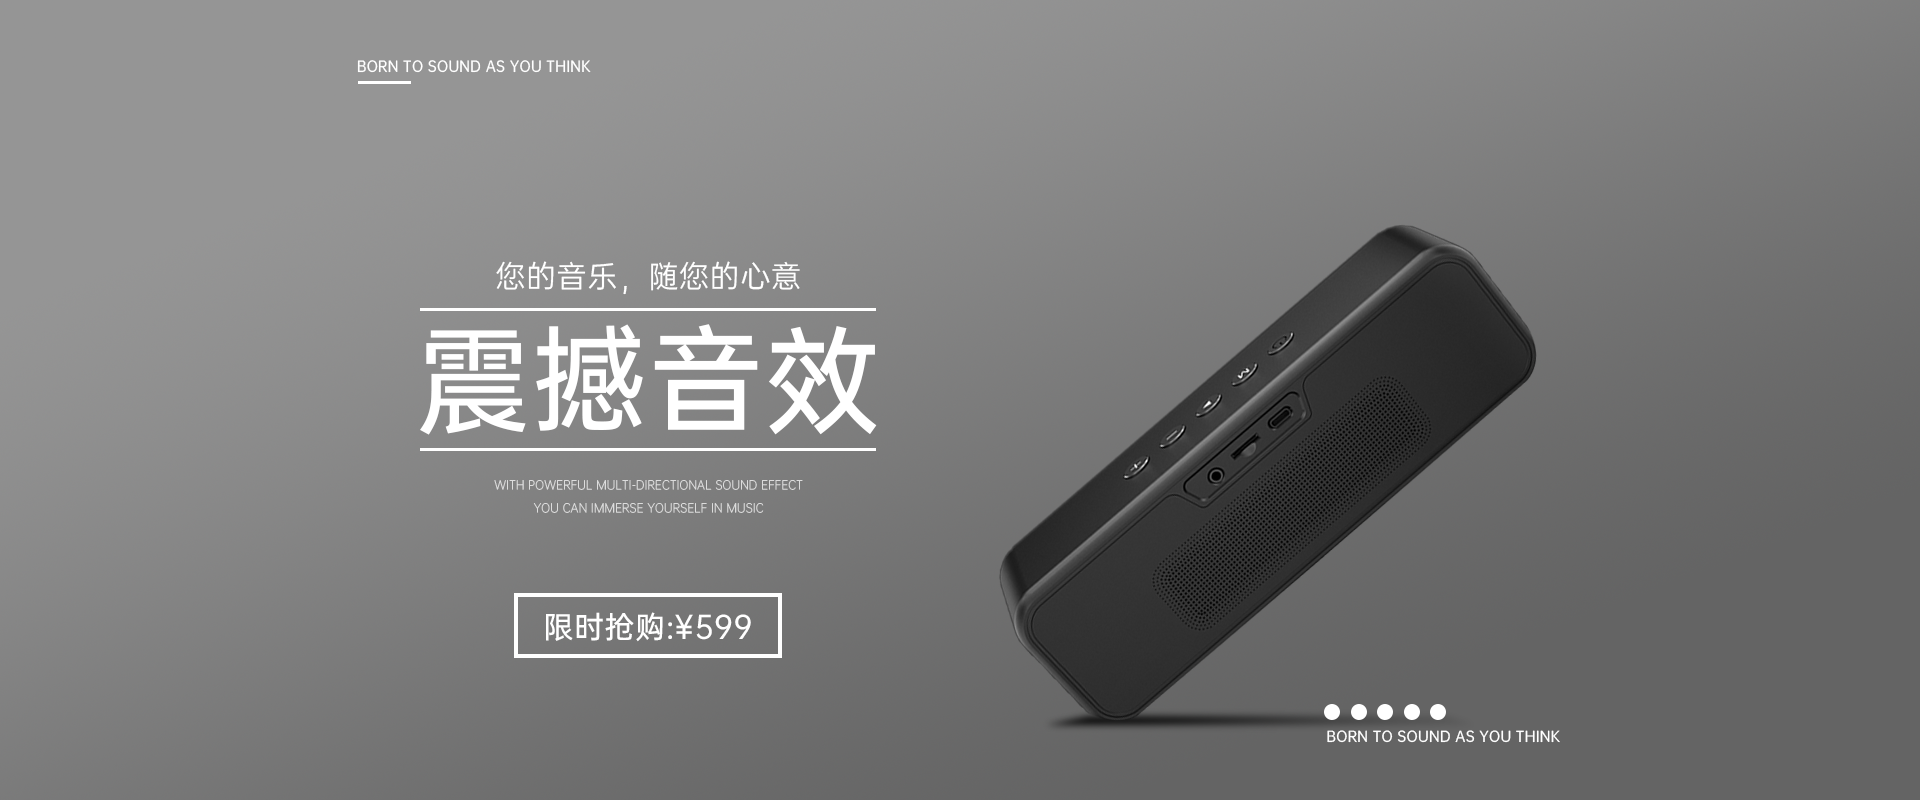 BORN TO SOUND AS YOU THINK
您的音乐，随您的心意
震撼音效
WITH POWERFUL MULTI-DIRECTIONAL SOUND EFFECT
YOU CAN IMMERSE YOURSELF IN MUSIC
限时抢购:¥599
BORN TO SOUND AS YOU THINK